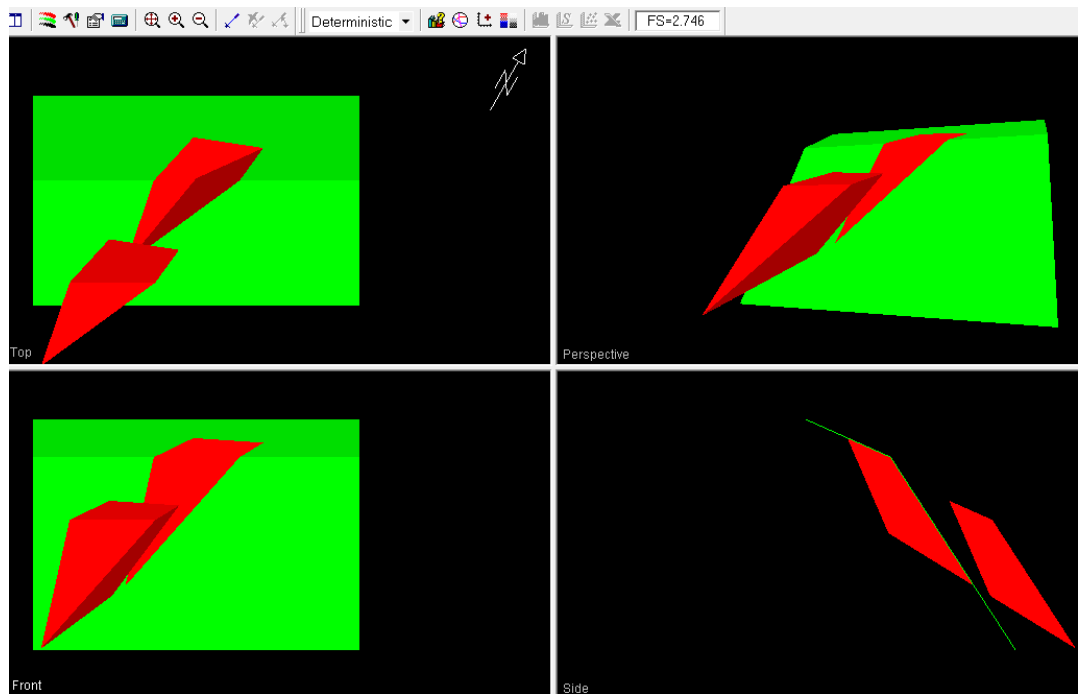 Deterministic
FS=2.746
Top
Perspective
Front
Side